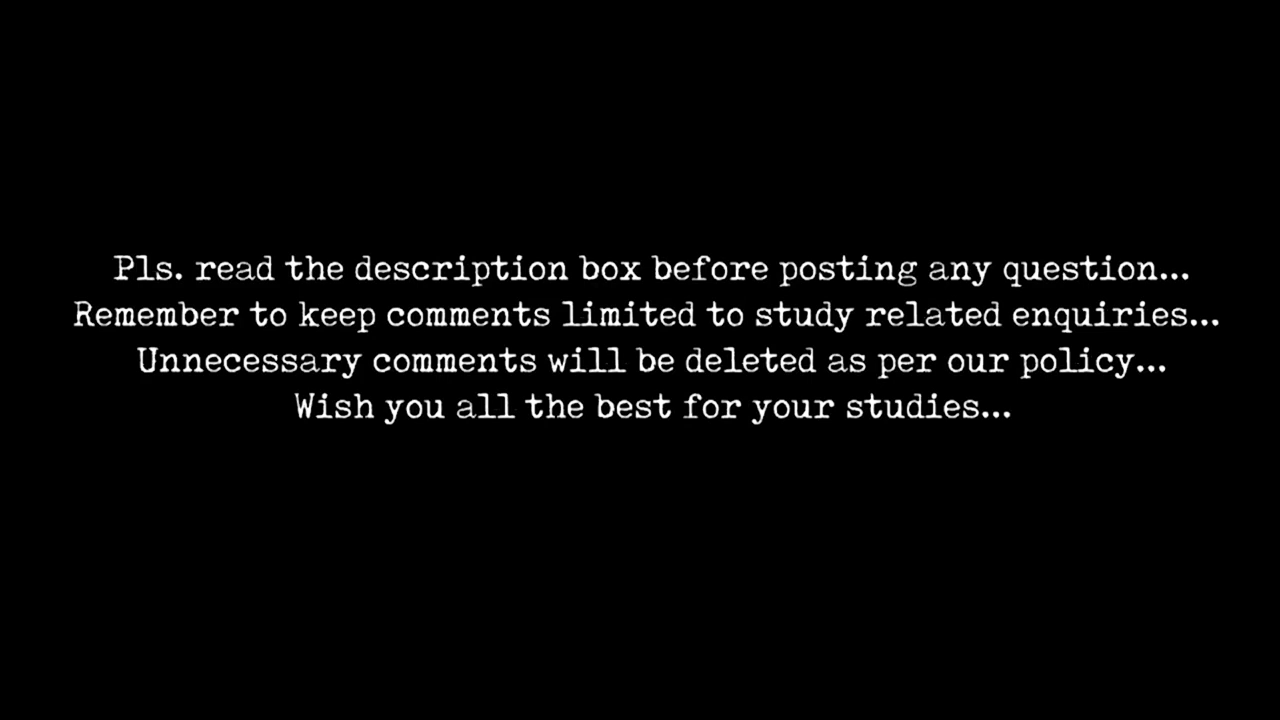 Pls. read the description box before posting any question...
Remember to keep comments limited to study related enquiries...
Unnecessary comments will be deleted as per our policy...
Wish you all the best for your studies...